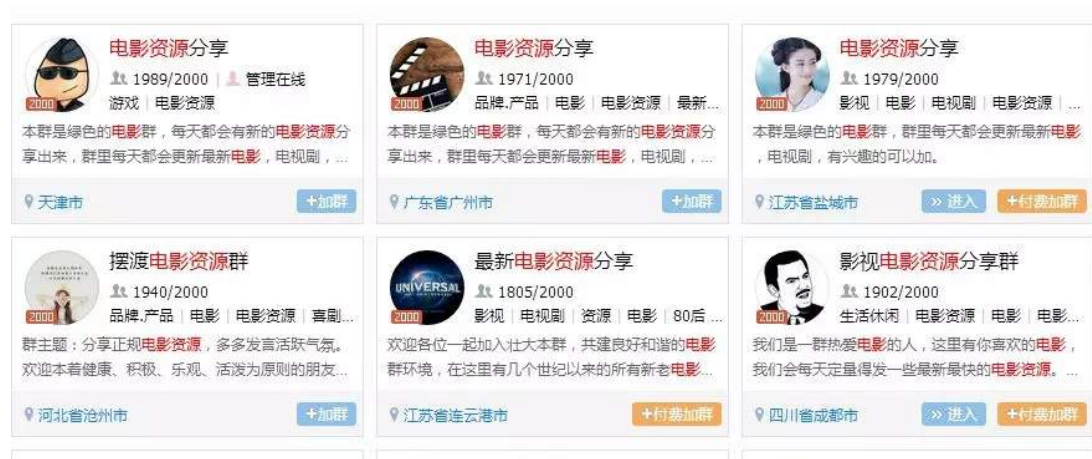 电影资源分享
1989/2000 | 管理在线
2000
游戏 | 电影资源
本群是绿色的电影群，每天都会有新的电影资源分
享出来，群里每天都会更新最新电影，电视剧，...
天津市
+加群
电影资源分享
1971/2000
2000
品牌.产品 | 电影 | 电影资源 | 最新...
本群是绿色的电影群，每天都会有新的电影资源分
享出来，群里每天都会更新最新电影，电视剧，...
广东省广州市
+加群
电影资源分享
1979/2000
2000
影视 | 电影 | 电视剧 | 电影资源 | ...
本群是绿色的电影群，群里每天都会更新最新电影
，电视剧，有兴趣的可以加。
江苏省盐城市
» 进入
+付费加群
摆渡电影资源群
1940/2000
2000
品牌.产品 | 电影 | 电影资源 | 喜剧...
群主题：分享正规电影资源，多多发言活跃气氛。
欢迎本着健康、积极、乐观、活泼为原则的朋友...
河北省沧州市
+加群
最新电影资源分享
UNIVERSAL
1805/2000
2000
影视 | 电视剧 | 资源 | 电影 | 80后 ...
欢迎各位一起加入壮大本群，共建良好和谐的电影
群环境，在这里有几个世纪以来的所有新老电影...
江苏省连云港市
+付费加群
影视电影资源分享群
1902/2000
2000
生活休闲 | 电影资源 | 电影 | 电影...
我们是一群热爱电影的人，这里有你喜欢的电影，
我们会每天定量得发一些最新最快的电影资源。...
四川省成都市
» 进入
+付费加群